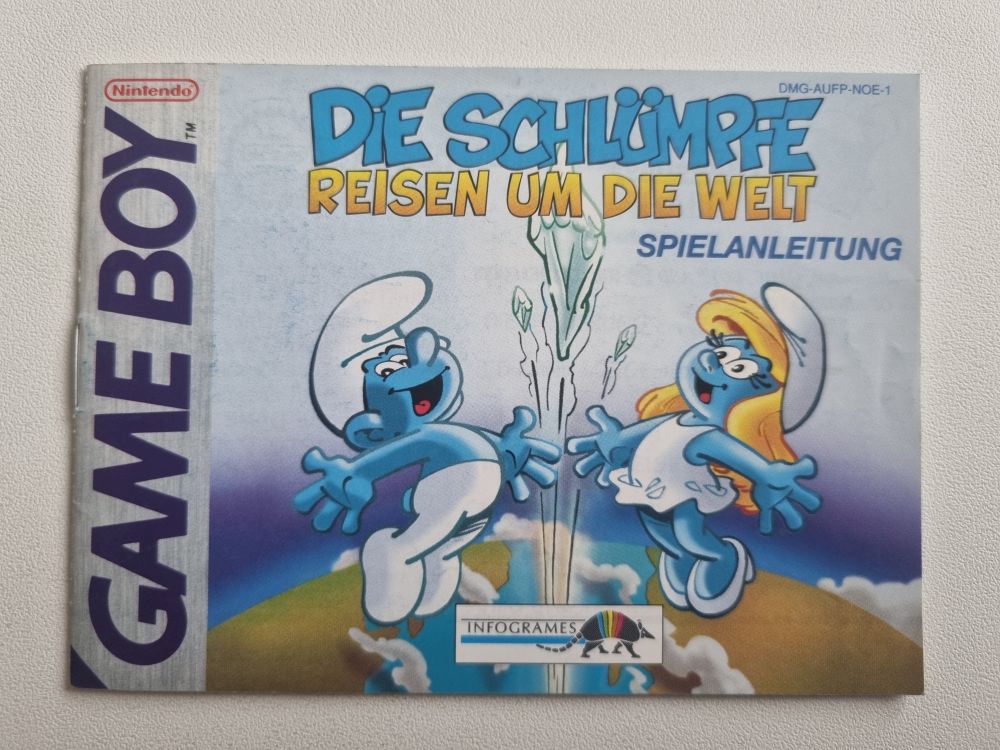 Nintendo
GAME BOY™
DMG-AUFP-NOE-1
DIE SCHLÜMPFE
REISEN UM DIE WELT
SPIELANLEITUNG
INFOGRAMES